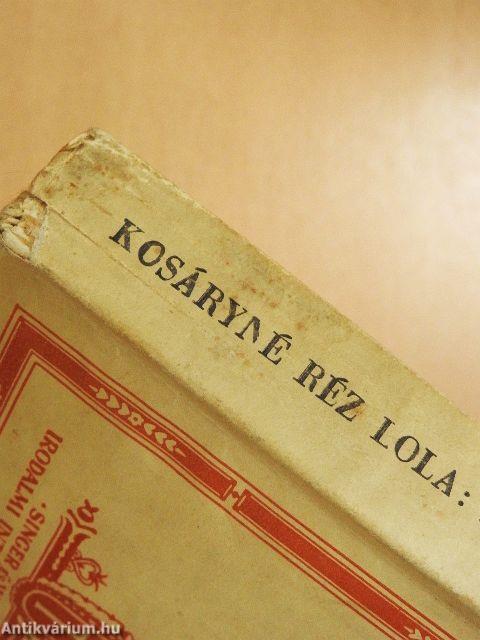 KOSÁRYNÉ RÉZ LOLA:
SINGER
IRODALMI
Antikvárium.hu